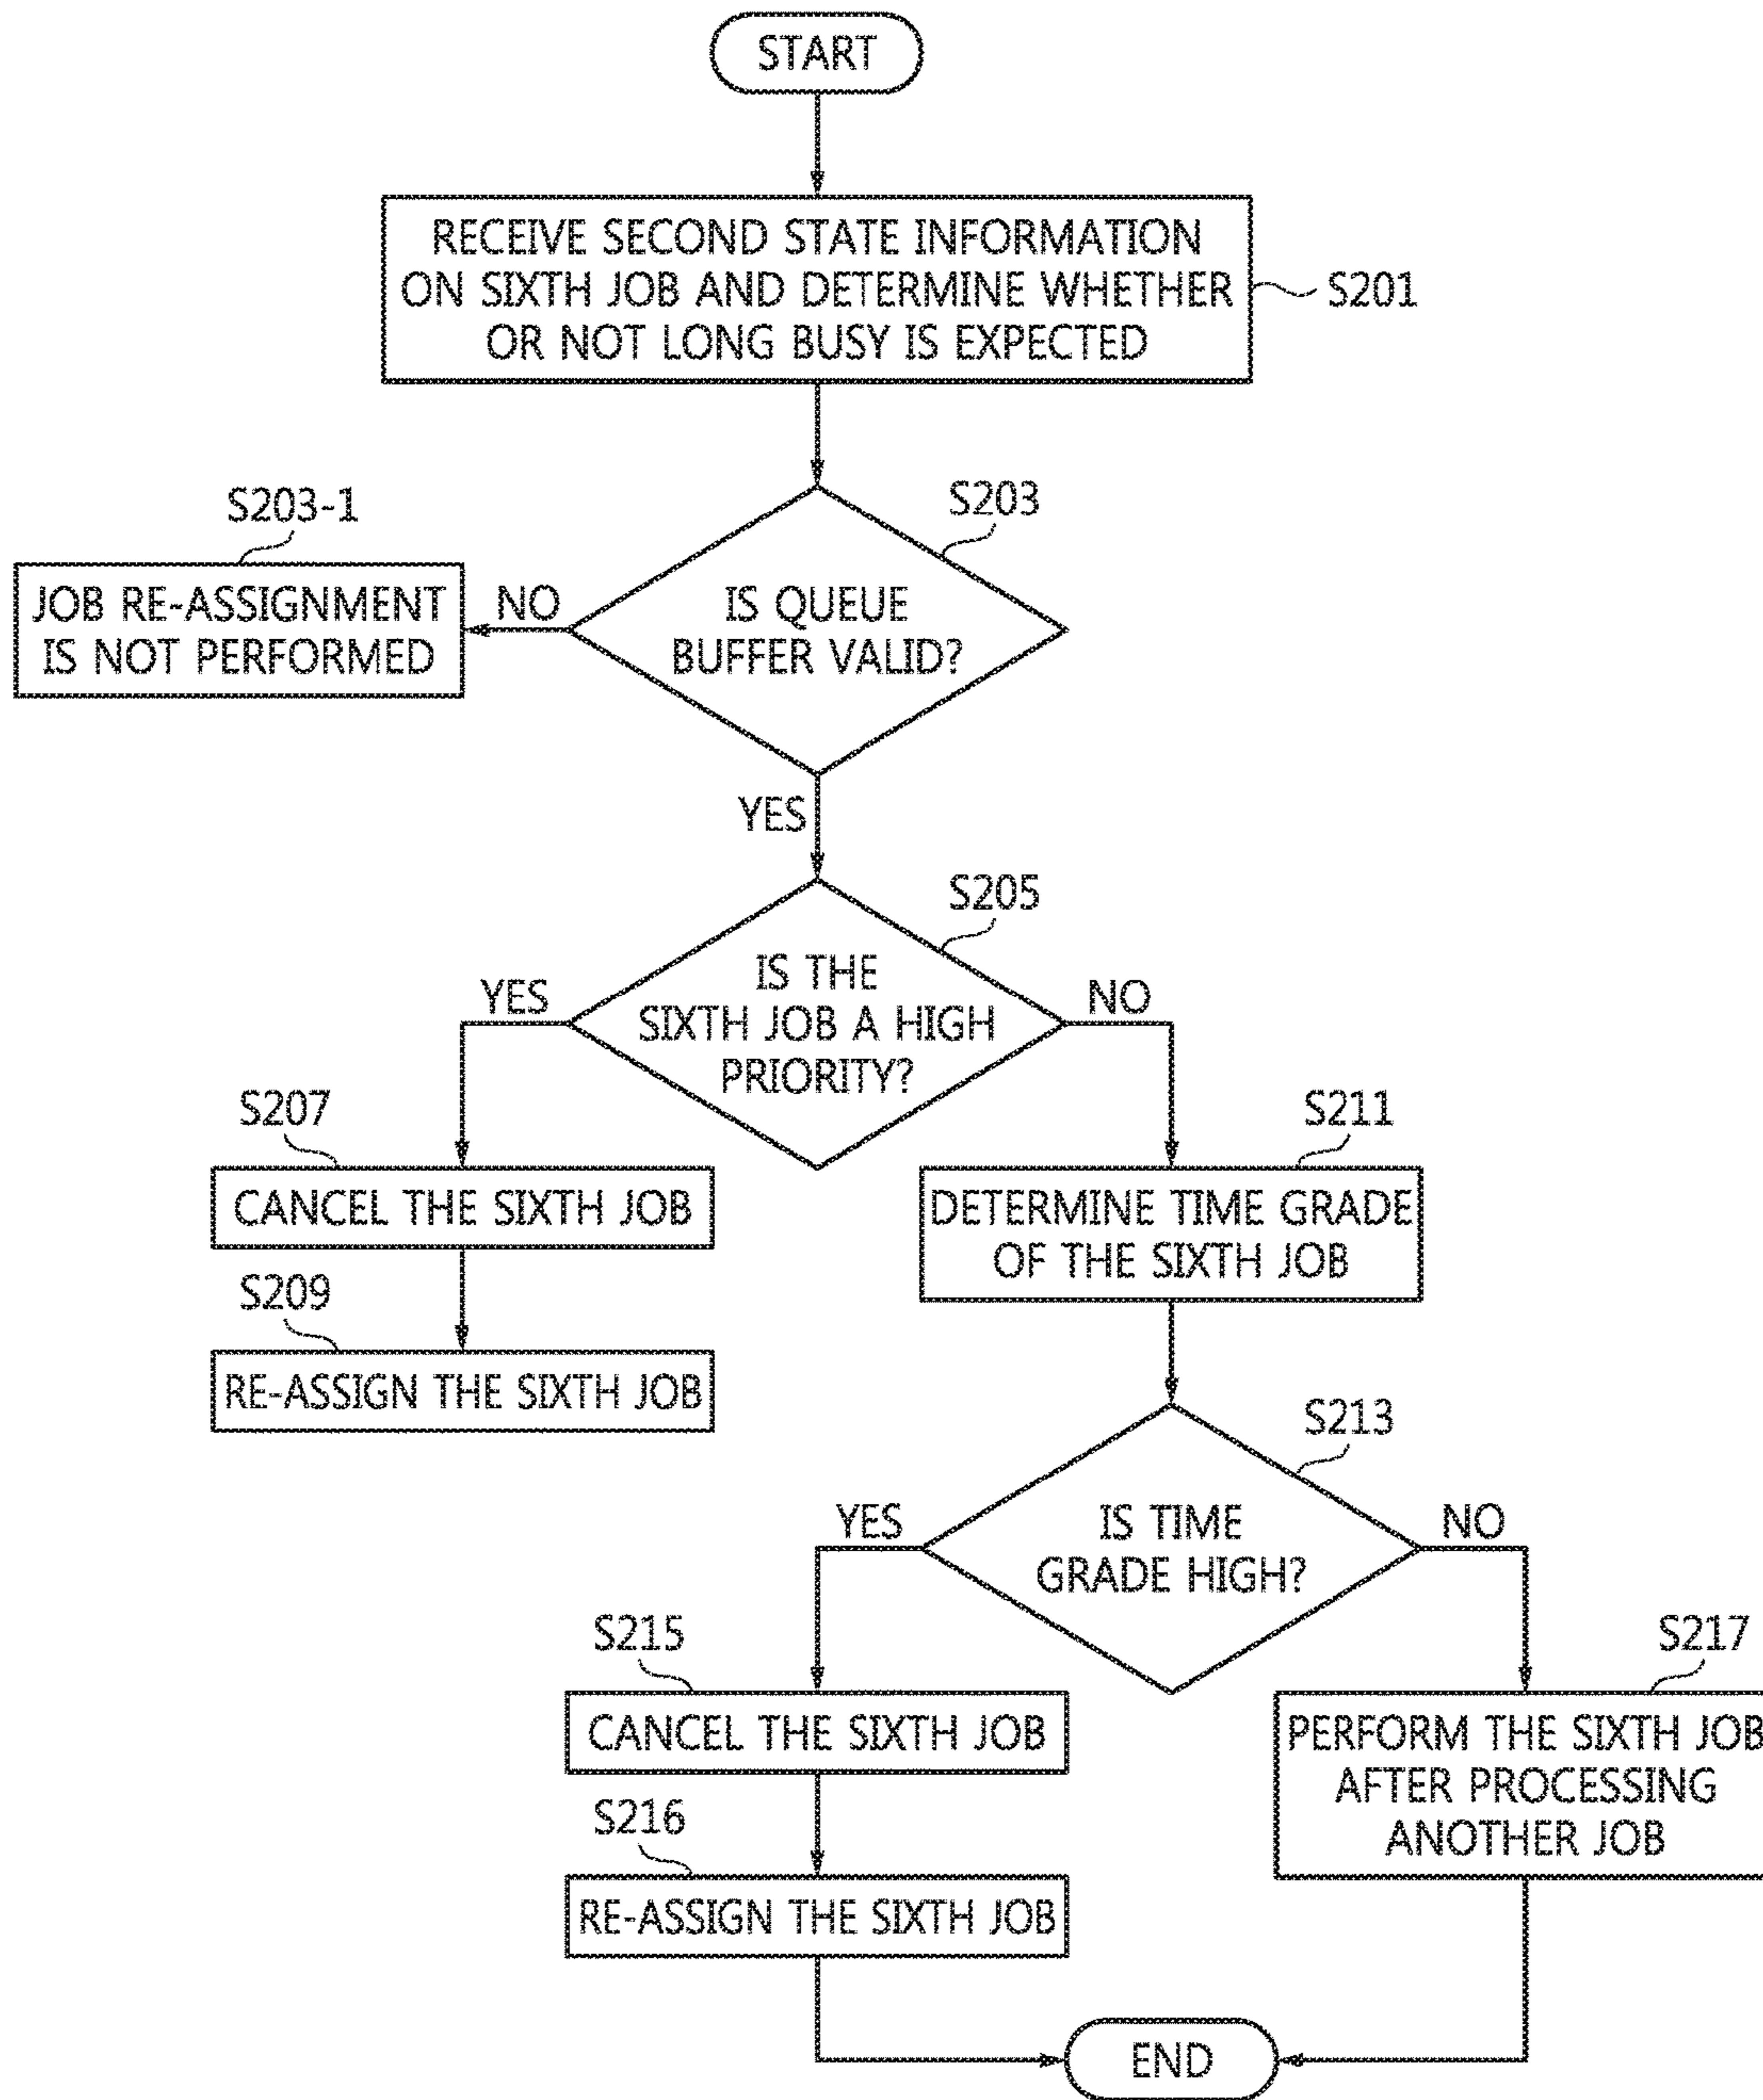 START
RECEIVE SECOND STATE INFORMATION
ON SIXTH JOB AND DETERMINE WHETHER
OR NOT LONG BUSY IS EXPECTED
S201
S203-1
S203
JOB RE-ASSIGNMENT
IS NOT PERFORMED
NO
IS QUEUE
BUFFER VALID?
YES
S205
YES
IS THE
SIXTH JOB A HIGH
PRIORITY?
NO
S207
S211
CANCEL THE SIXTH JOB
DETERMINE TIME GRADE
OF THE SIXTH JOB
S209
RE-ASSIGN THE SIXTH JOB
S213
YES
IS TIME
GRADE HIGH?
NO
S215
S217
CANCEL THE SIXTH JOB
PERFORM THE SIXTH JOB
AFTER PROCESSING
ANOTHER JOB
S216
RE-ASSIGN THE SIXTH JOB
END